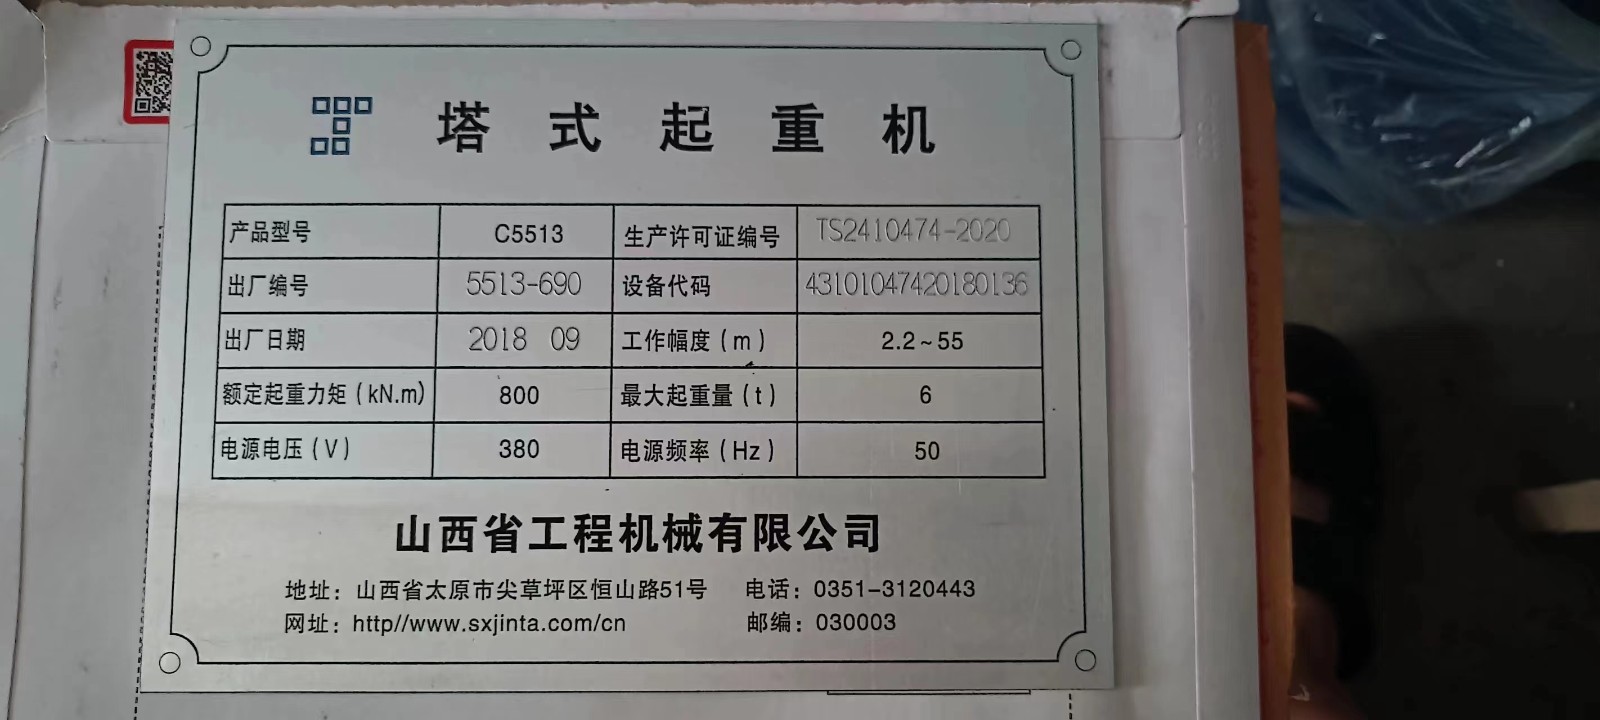 塔式起重机
产品型号 C5513 生产许可证编号 TS2410474-2020
出厂编号 5513-690 设备代码 43101047420180136
出厂日期 2018 09 工作幅度(m) 2.2~55
额定起重力矩(kN.m) 800 最大起重量(t) 6
电源电压(V) 380 电源频率(Hz) 50
山西省工程机械有限公司
地址：山西省太原市尖草坪区恒山路51号 电话：0351-3120443
网址：http//www.sxjinta.com/cn 邮编：030003